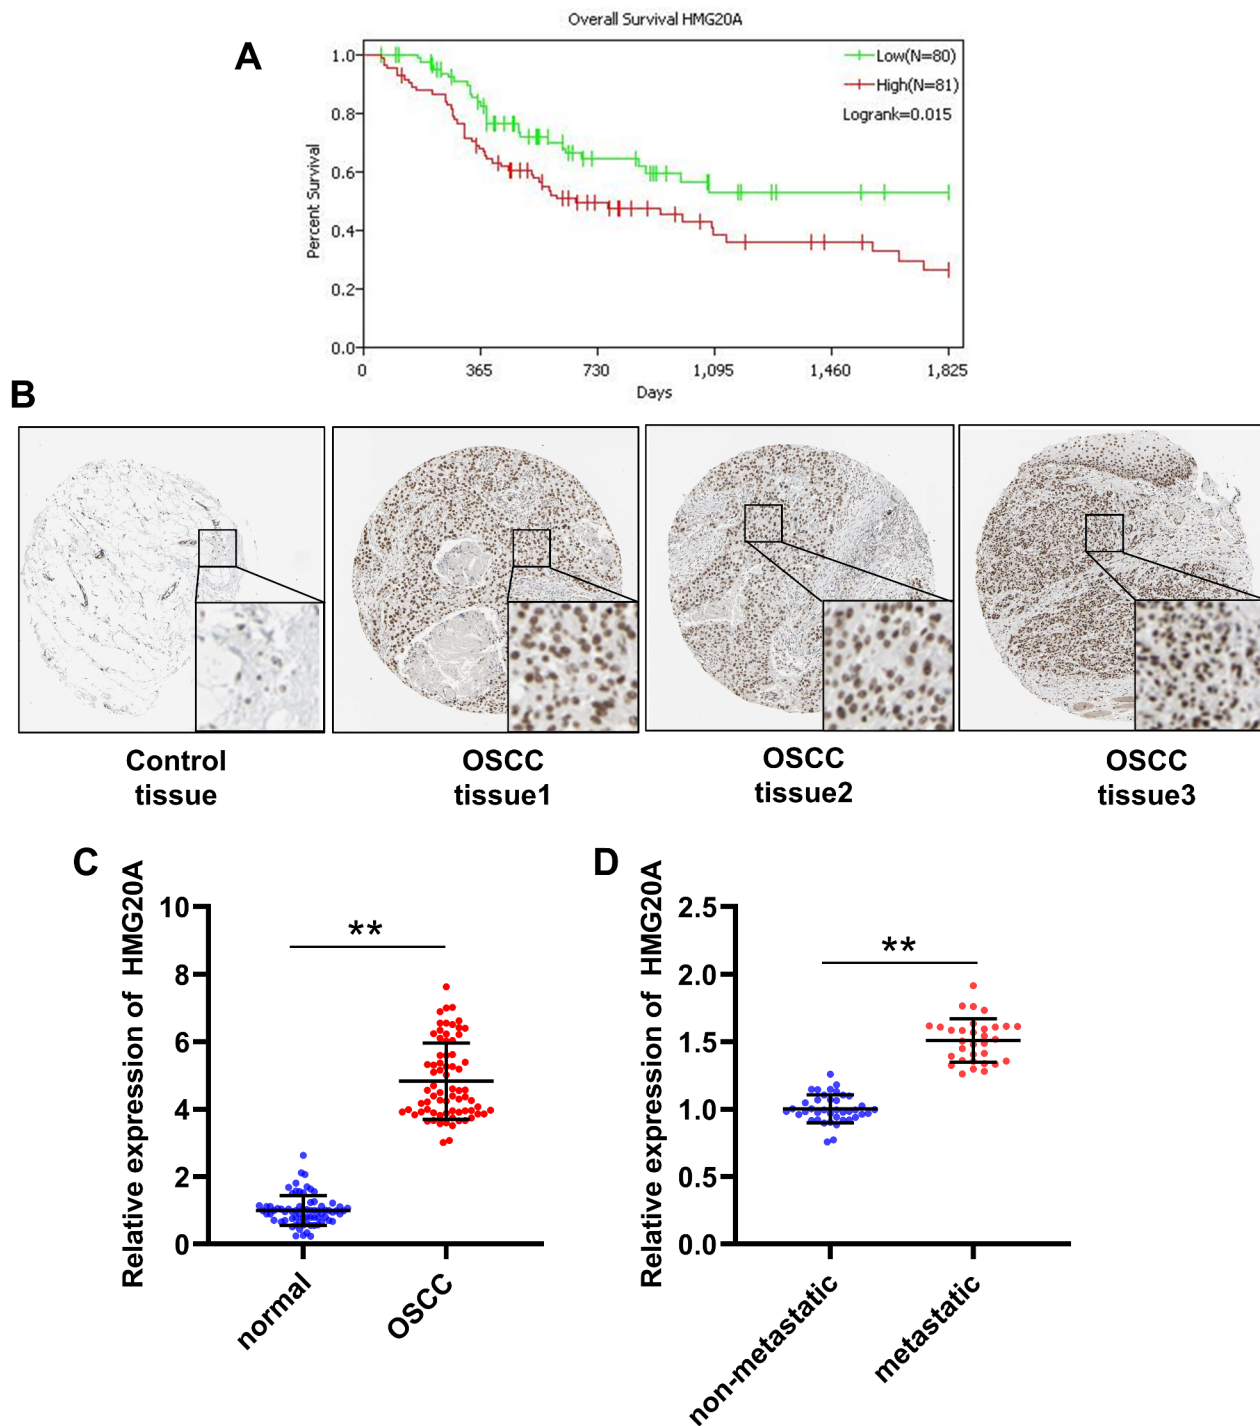 Overall Survival HMG20A
A
Percent Survival
1.0
0.8
0.6
0.4
0.2
0.0
Low(N=80)
High(N=81)
Logrank=0.015
0 365 730 1,095 1,460 1,825
Days
B
Control
tissue
OSCC
tissue1
OSCC
tissue2
OSCC
tissue3
C
Relative expression of HMG20A
10
8
6
4
2
0
**
normal
OSCC
D
Relative expression of HMG20A
2.5
2.0
1.5
1.0
0.5
0.0
**
non-metastatic
metastatic